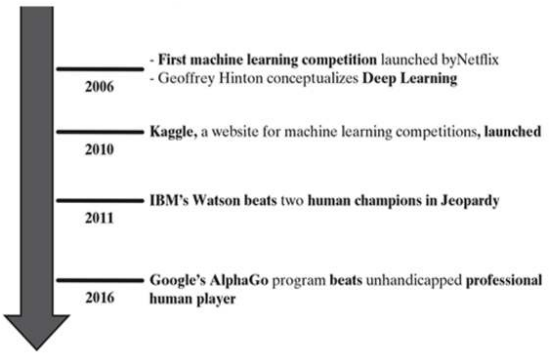 - First machine learning competition launched byNetflix
- Geoffrey Hinton conceptualizes Deep Learning
2006
Kaggle, a website for machine learning competitions, launched
2010
IBM's Watson beats two human champions in Jeopardy
2011
Google's AlphaGo program beats unhandicapped professional
human player
2016